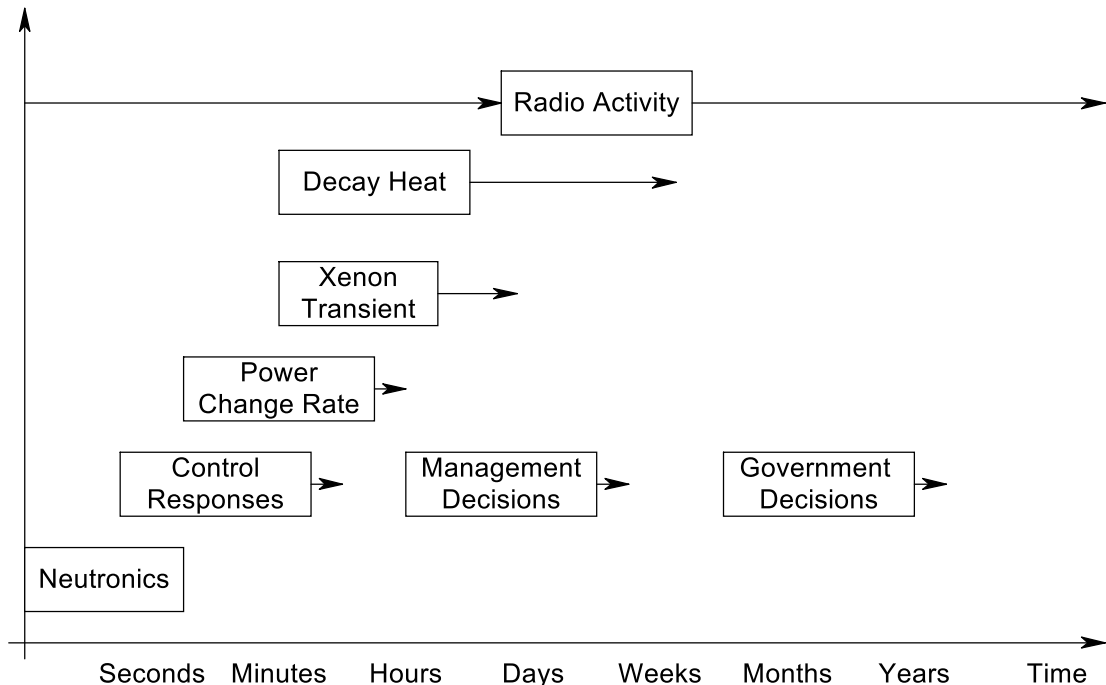 Radio Activity
Decay Heat
Xenon
Transient
Power
Change Rate
Control
Responses
Management
Decisions
Government
Decisions
Neutronics
Seconds Minutes Hours Days Weeks Months Years Time